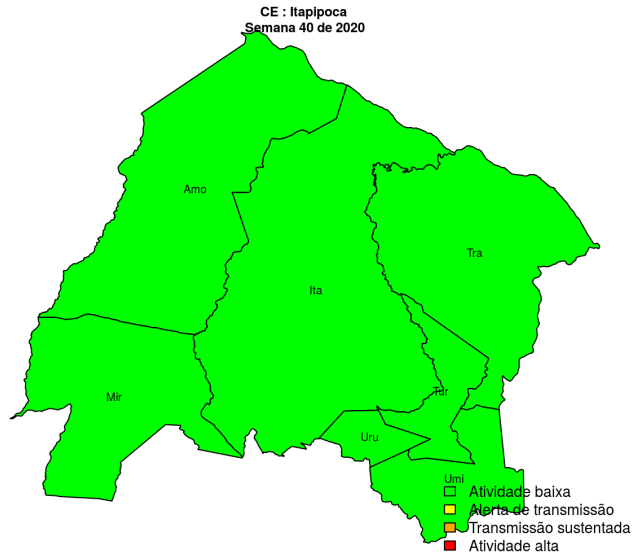 CE : Itapipoca
Semana 40 de 2020
Amo
Tra
Ita
Tur
Mir
Uru
Umi
Atividade baixa
Alerta de transmissão
Transmissão sustentada
Atividade alta